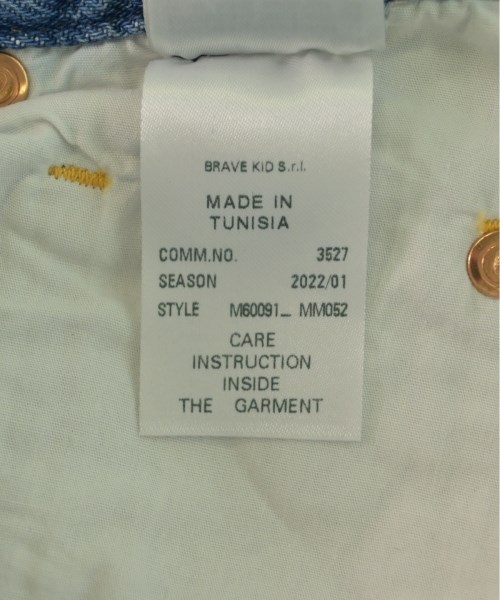 BRAVE KID S.r.l.
MADE IN
TUNISIA
COMM.NO. 3527
SEASON 2022/01
STYLE M60091_ MM052
CARE
INSTRUCTION
INSIDE
THE GARMENT